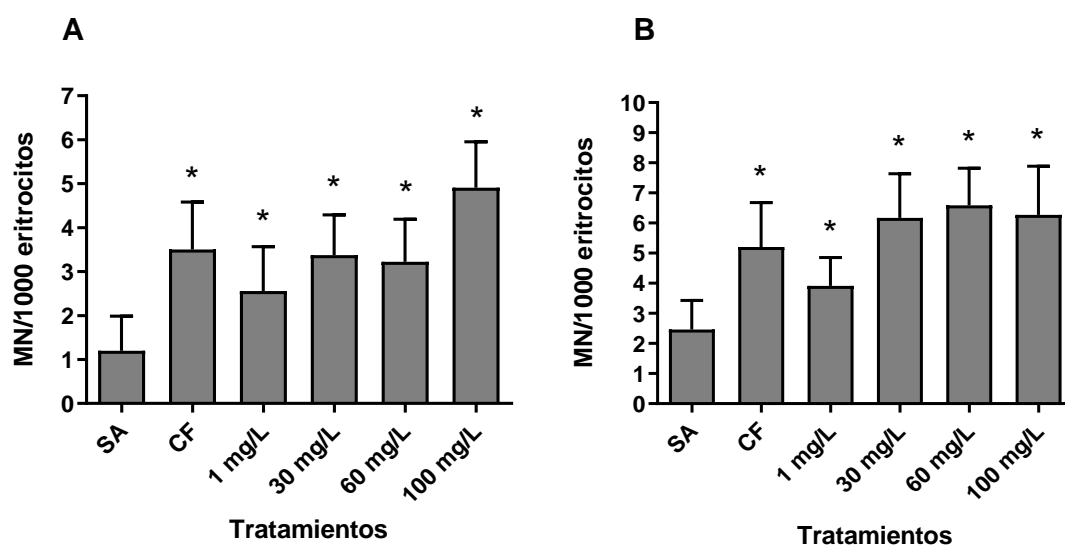 A
MN/1000 eritrocitos
7
6
5
4
3
2
1
0
*
*
*
*
*
SA
CF
1 mg/L
30 mg/L
60 mg/L
100 mg/L
Tratamientos
B
MN/1000 eritrocitos
10
9
8
7
6
5
4
3
2
1
0
*
*
*
*
*
SA
CF
1 mg/L
30 mg/L
60 mg/L
100 mg/L
Tratamientos